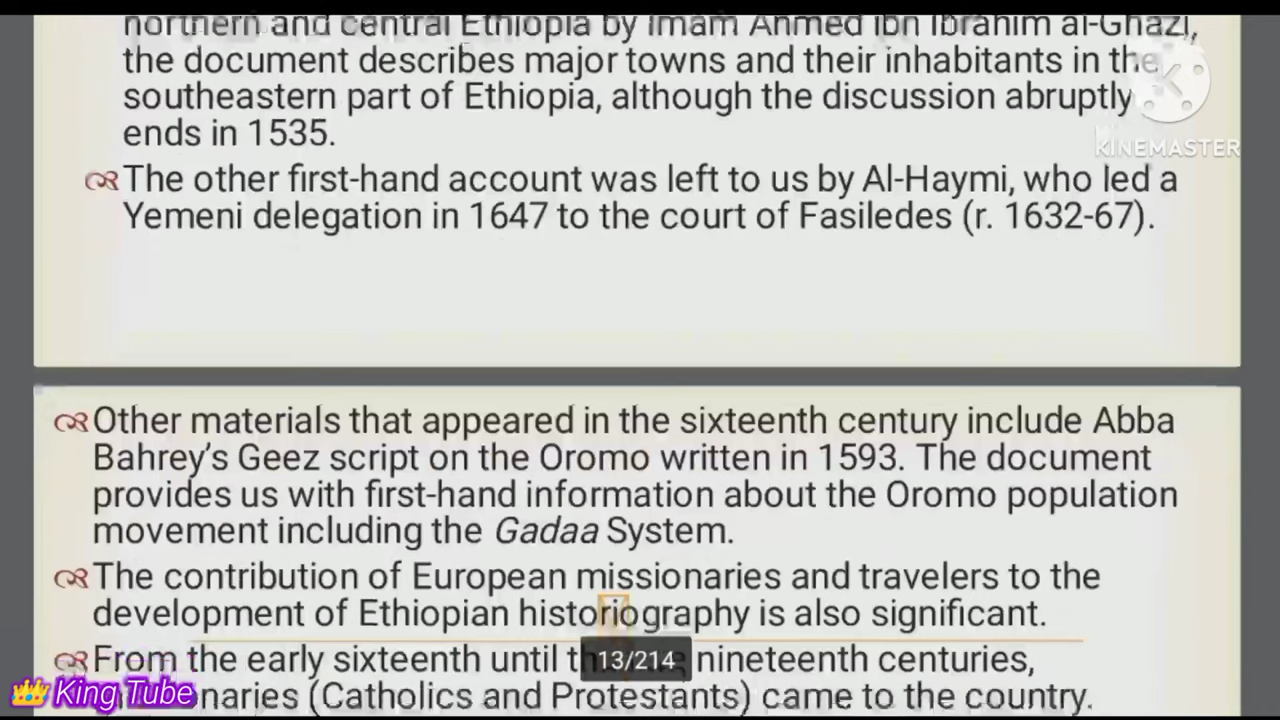 northern and central Ethiopia by Imam Ahmed ibn Ibrahim al-Ghazi,
the document describes major towns and their inhabitants in the
southeastern part of Ethiopia, although the discussion abruptly
ends in 1535.
KINEMASTER
The other first-hand account was left to us by Al-Haymi, who led a
Yemeni delegation in 1647 to the court of Fasiledes (r. 1632-67).
Other materials that appeared in the sixteenth century include Abba
Bahrey’s Geez script on the Oromo written in 1593. The document
provides us with first-hand information about the Oromo population
movement including the Gadaa System.
The contribution of European missionaries and travelers to the
development of Ethiopian historiography is also significant.
From the early sixteenth until nineteenth centuries,
13/214
(Catholics and Protestants) came to the country.
King Tube